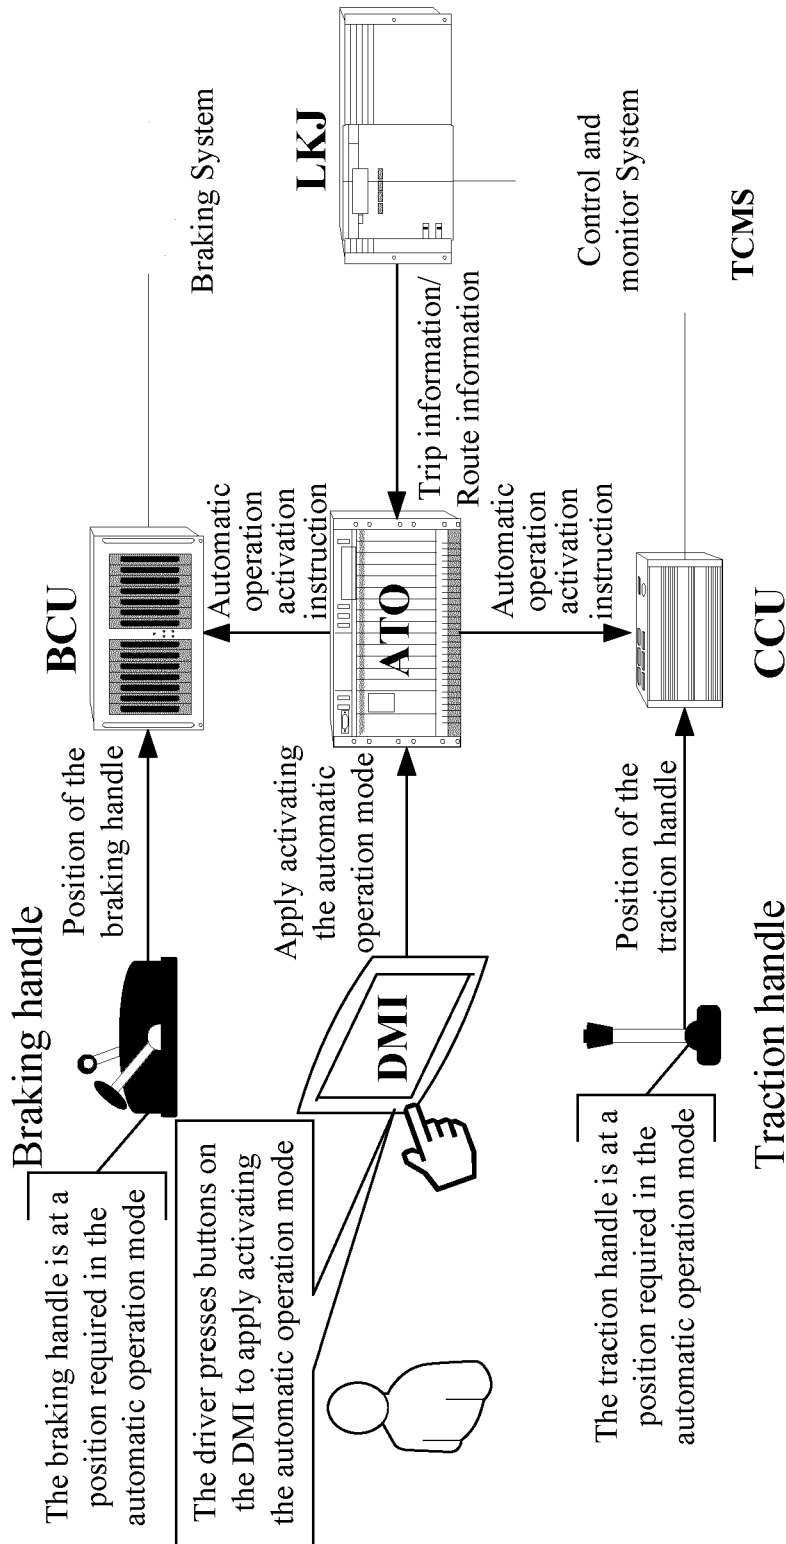 Braking handle
The braking handle is at a
position required in the
automatic operation mode
Position of the
braking handle
BCU
Braking System
The driver presses buttons on
the DMI to apply activating
the automatic operation mode
DMI
Apply activating
the automatic
operation mode
Automatic
operation
activation
instruction
ATO
LKJ
Trip information/
Route information
Automatic
operation
activation
instruction
The traction handle is at a
position required in the
automatic operation mode
Traction handle
Position of the
traction handle
CCU
Control and
monitor System
TCMS